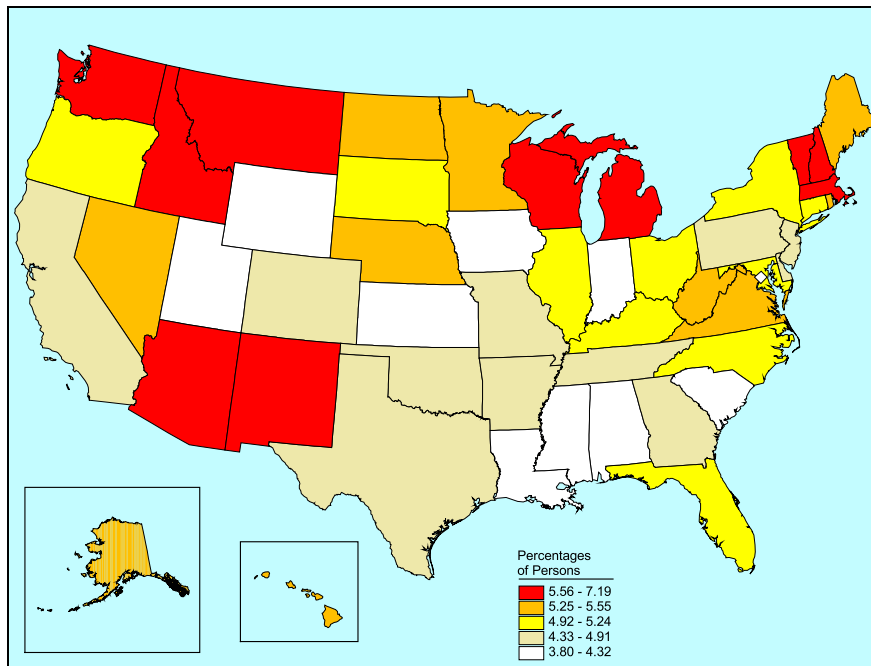 Percentages
of Persons
5.56 - 7.19
5.25 - 5.55
4.92 - 5.24
4.33 - 4.91
3.80 - 4.32